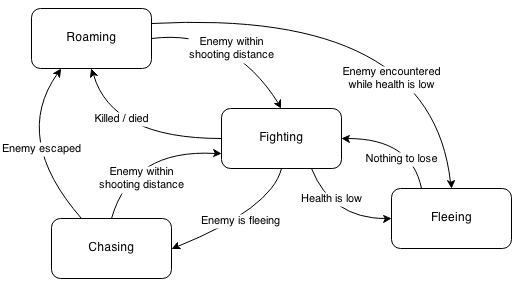 Roaming
Enemy within
shooting distance
Enemy encountered
while health is low
Killed / died
Fighting
Enemy escaped
Nothing to lose
Enemy within
shooting distance
Health is low
Enemy is fleeing
Fleeing
Chasing